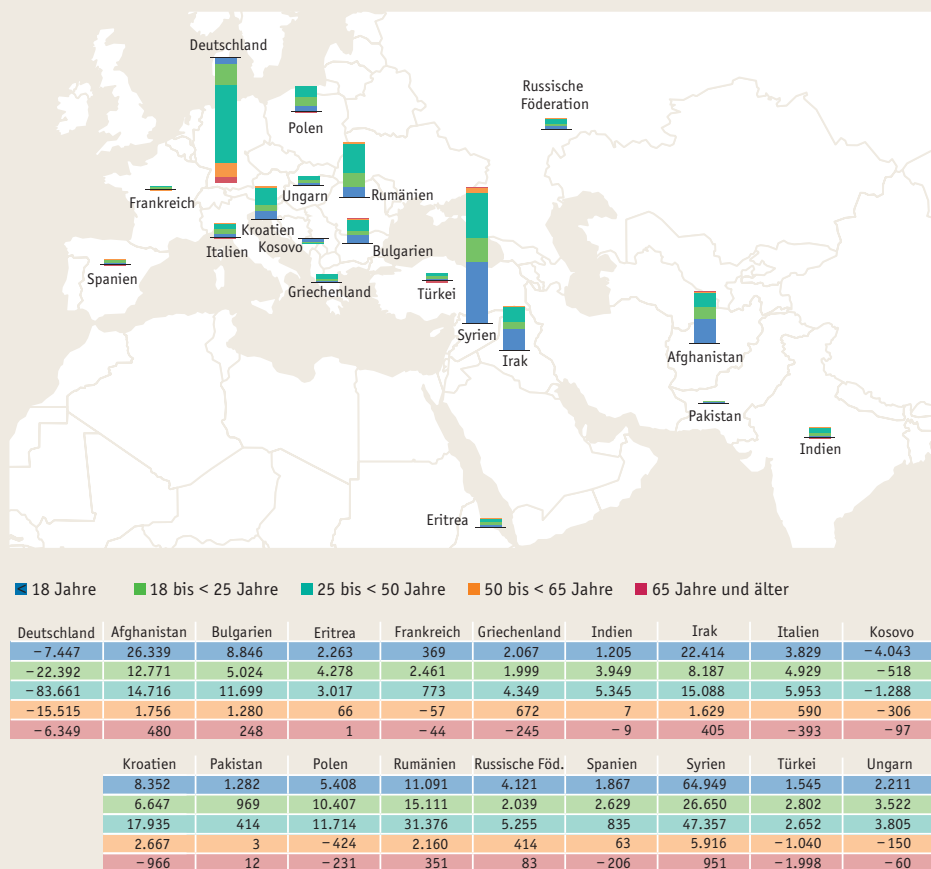 Deutschland
Russische
Föderation
Polen
Frankreich
Ungarn
Rumänien
Kroatien
Italien
Kosovo
Bulgarien
Spanien
Griechenland
Türkei
Syrien
Irak
Afghanistan
Pakistan
Indien
Eritrea
< 18 Jahre 18 bis < 25 Jahre 25 bis < 50 Jahre 50 bis < 65 Jahre 65 Jahre und älter
Deutschland Afghanistan Bulgarien Eritrea Frankreich Griechenland Indien Irak Italien Kosovo
−7.447 26.339 8.846 2.263 369 2.067 1.205 22.414 3.829 −4.043
−22.392 12.771 5.024 4.278 2.461 1.999 3.949 8.187 4.929 −518
−83.661 14.716 11.699 3.017 773 4.349 5.345 15.088 5.953 −1.288
−15.515 1.756 1.280 66 −57 672 7 1.629 590 −306
−6.349 480 248 1 −44 −245 −9 405 −393 −97
Kroatien Pakistan Polen Rumänien Russische Föd. Spanien Syrien Türkei Ungarn
8.352 1.282 5.408 11.091 4.121 1.867 64.949 1.545 2.211
6.647 969 10.407 15.111 2.039 2.629 26.650 2.802 3.522
17.935 414 11.714 31.376 5.255 835 47.357 2.652 3.805
2.667 3 −424 2.160 414 63 5.916 −1.040 −150
−966 12 −231 351 83 −206 951 −1.998 −60